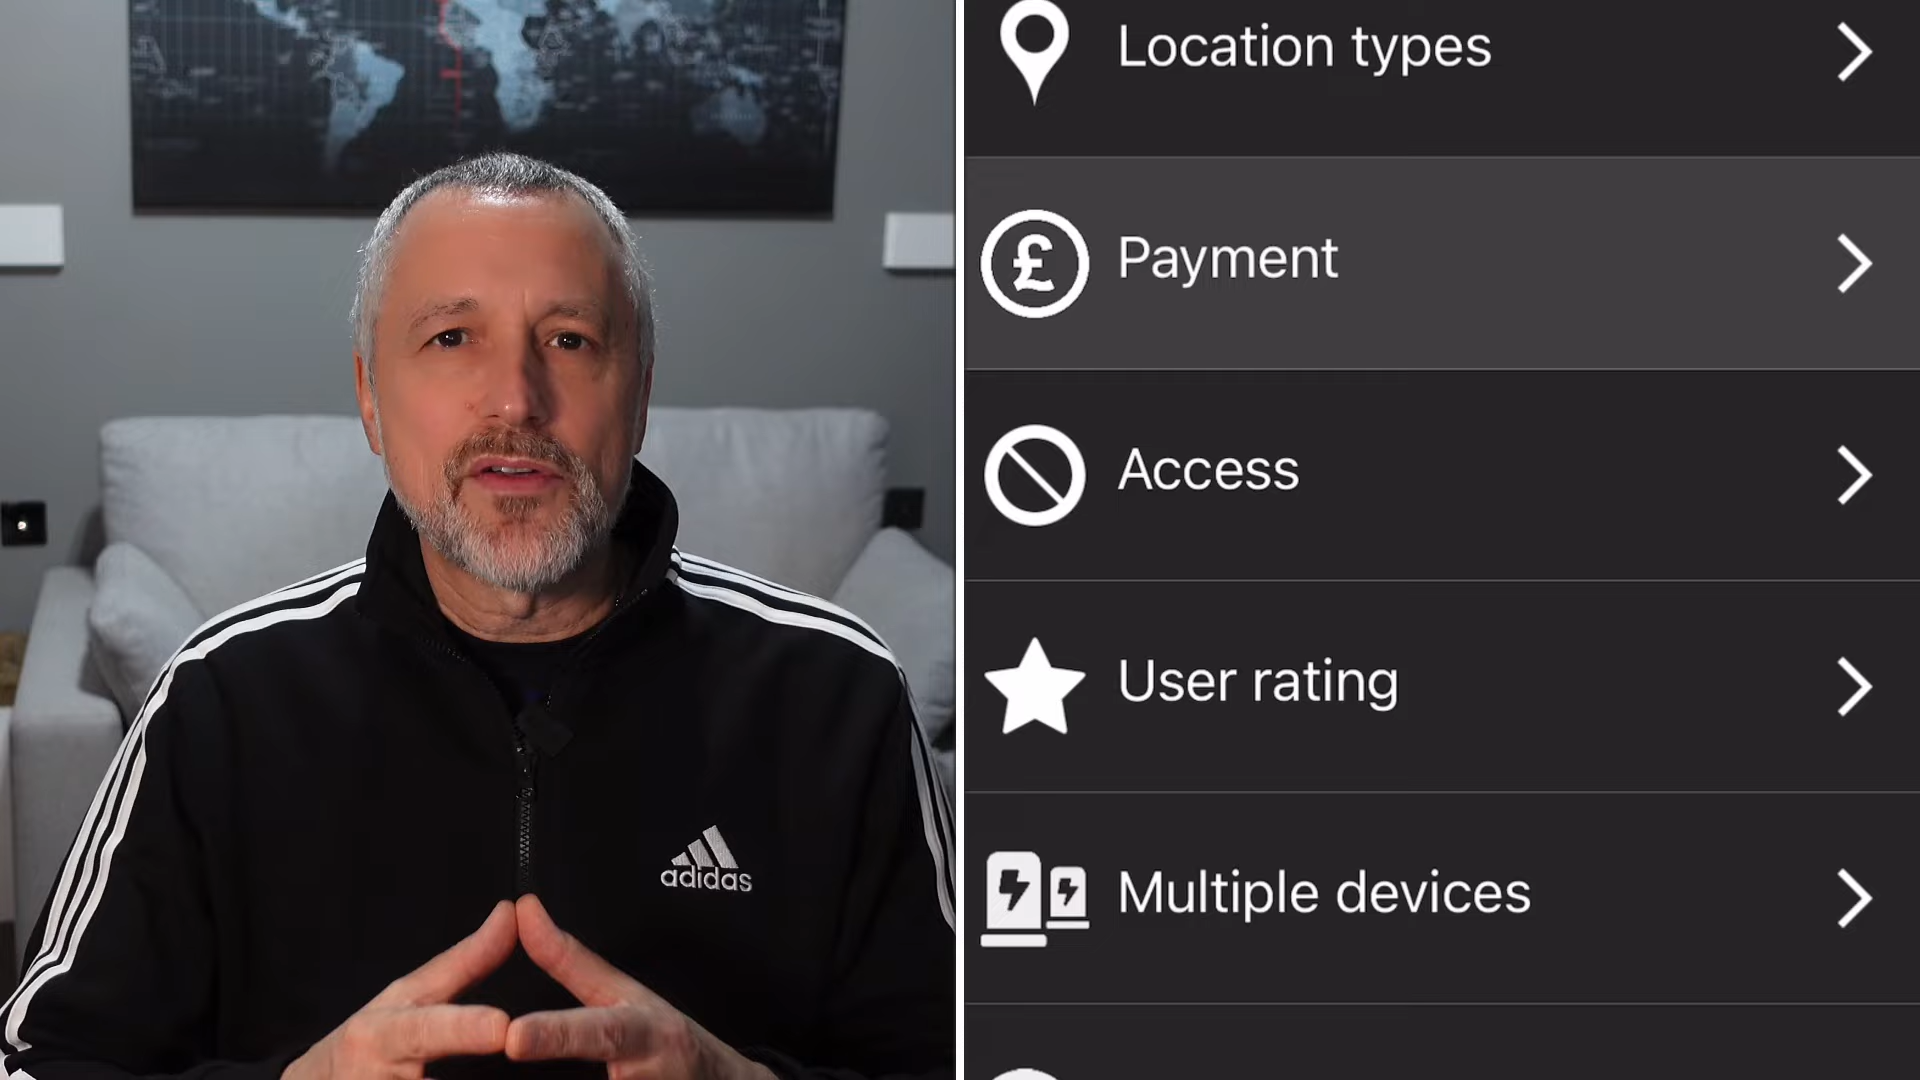 Location types
£ Payment
Access
User rating
Multiple devices
adidas